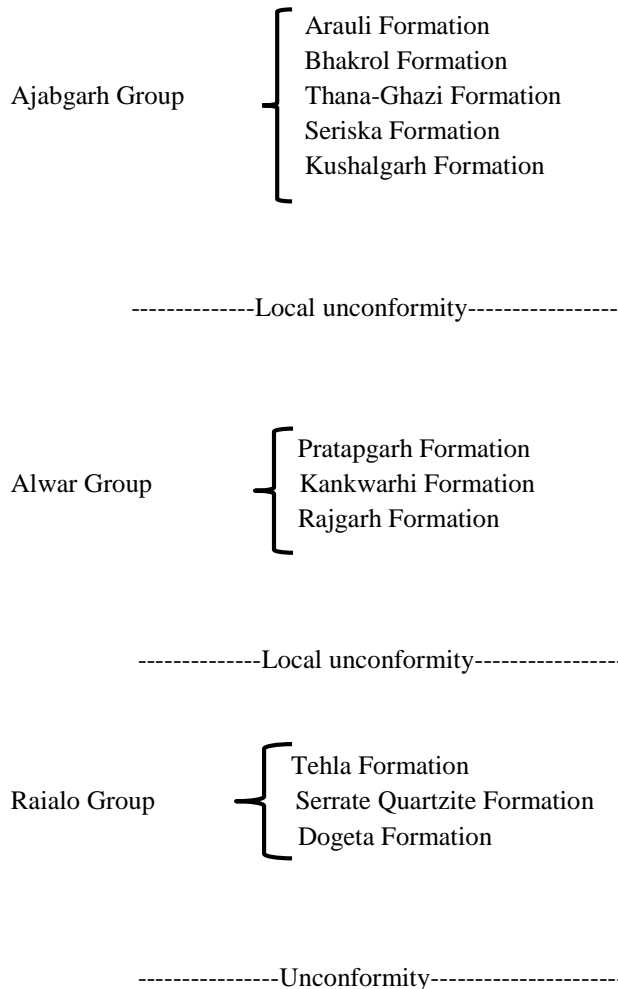 Arauli Formation
Bhakrol Formation
Ajabgarh Group Thana-Ghazi Formation
Seriska Formation
Kushalgarh Formation
--------------Local unconformity-----------------
Pratapgarh Formation
Alwar Group Kankwarhi Formation
Rajgarh Formation
--------------Local unconformity-----------------
Tehla Formation
Raialo Group Serrate Quartzite Formation
Dogeta Formation
----------------Unconformity----------------------